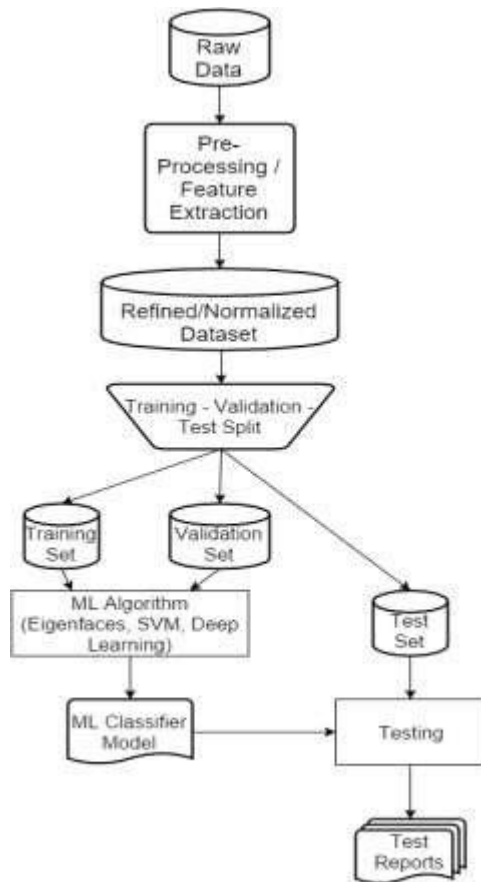 Raw
Data
Pre-
Processing /
Feature
Extraction
Refined/Normalized
Dataset
Training - Validation -
Test Split
Training
Set
Validation
Set
ML Algorithm
(Eigenfaces, SVM, Deep
Learning)
Test
Set
ML Classifier
Model
Testing
Test
Reports